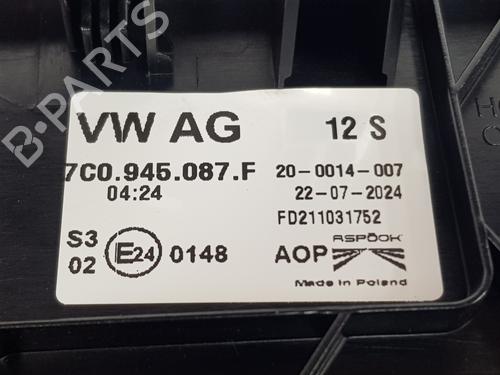 VW AG 12 S
7C0.945.087.F 20-0014-007
04:24 22-07-2024
FD211031752
S3
02 E24 0148 AOP ASPÖCK
Made in Poland
B-PARTS